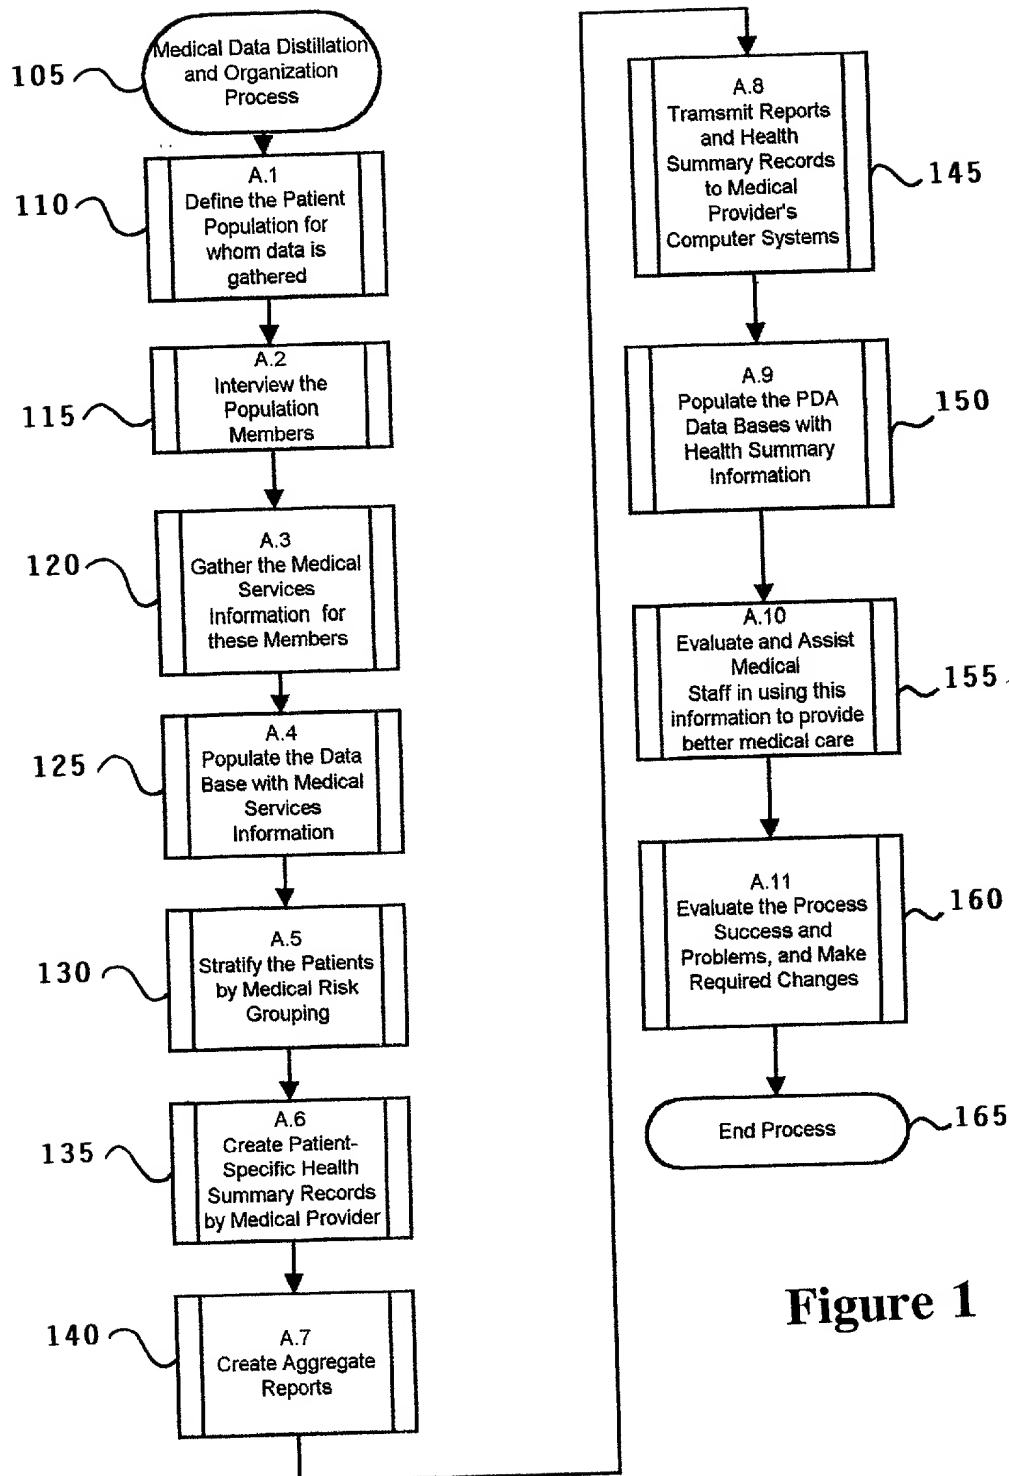 105
Medical Data Distillation
and Organization
Process
110
A.1
Define the Patient
Population for
whom data is
gathered
115
A.2
Interview the
Population
Members
120
A.3
Gather the Medical
Services
Information for
these Members
125
A.4
Populate the Data
Base with Medical
Services
Information
130
A.5
Stratify the Patients
by Medical Risk
Grouping
135
A.6
Create Patient-
Specific Health
Summary Records
by Medical Provider
140
A.7
Create Aggregate
Reports
A.8
Tramsmit Reports
and Health
Summary Records
to Medical
Provider's
Computer Systems
145
A.9
Populate the PDA
Data Bases with
Health Summary
Information
150
A.10
Evaluate and Assist
Medical
Staff in using this
information to provide
better medical care
155
A.11
Evaluate the Process
Success and
Problems, and Make
Required Changes
160
End Process
165
Figure 1